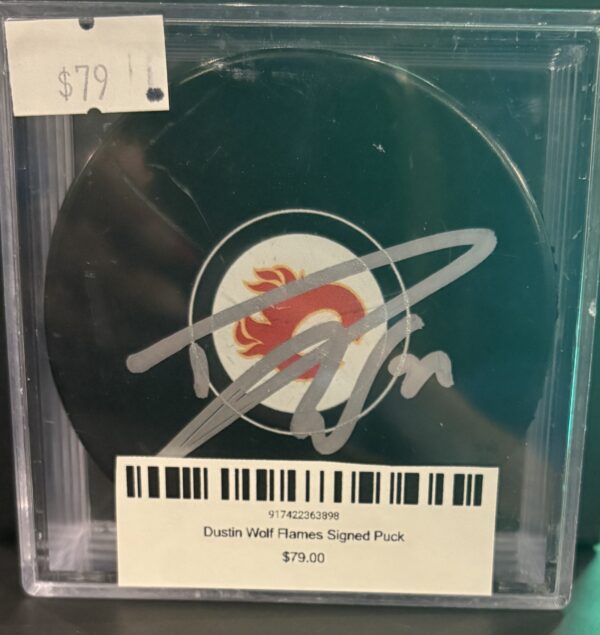 $79
917422363898
Dustin Wolf Flames Signed Puck
$79.00